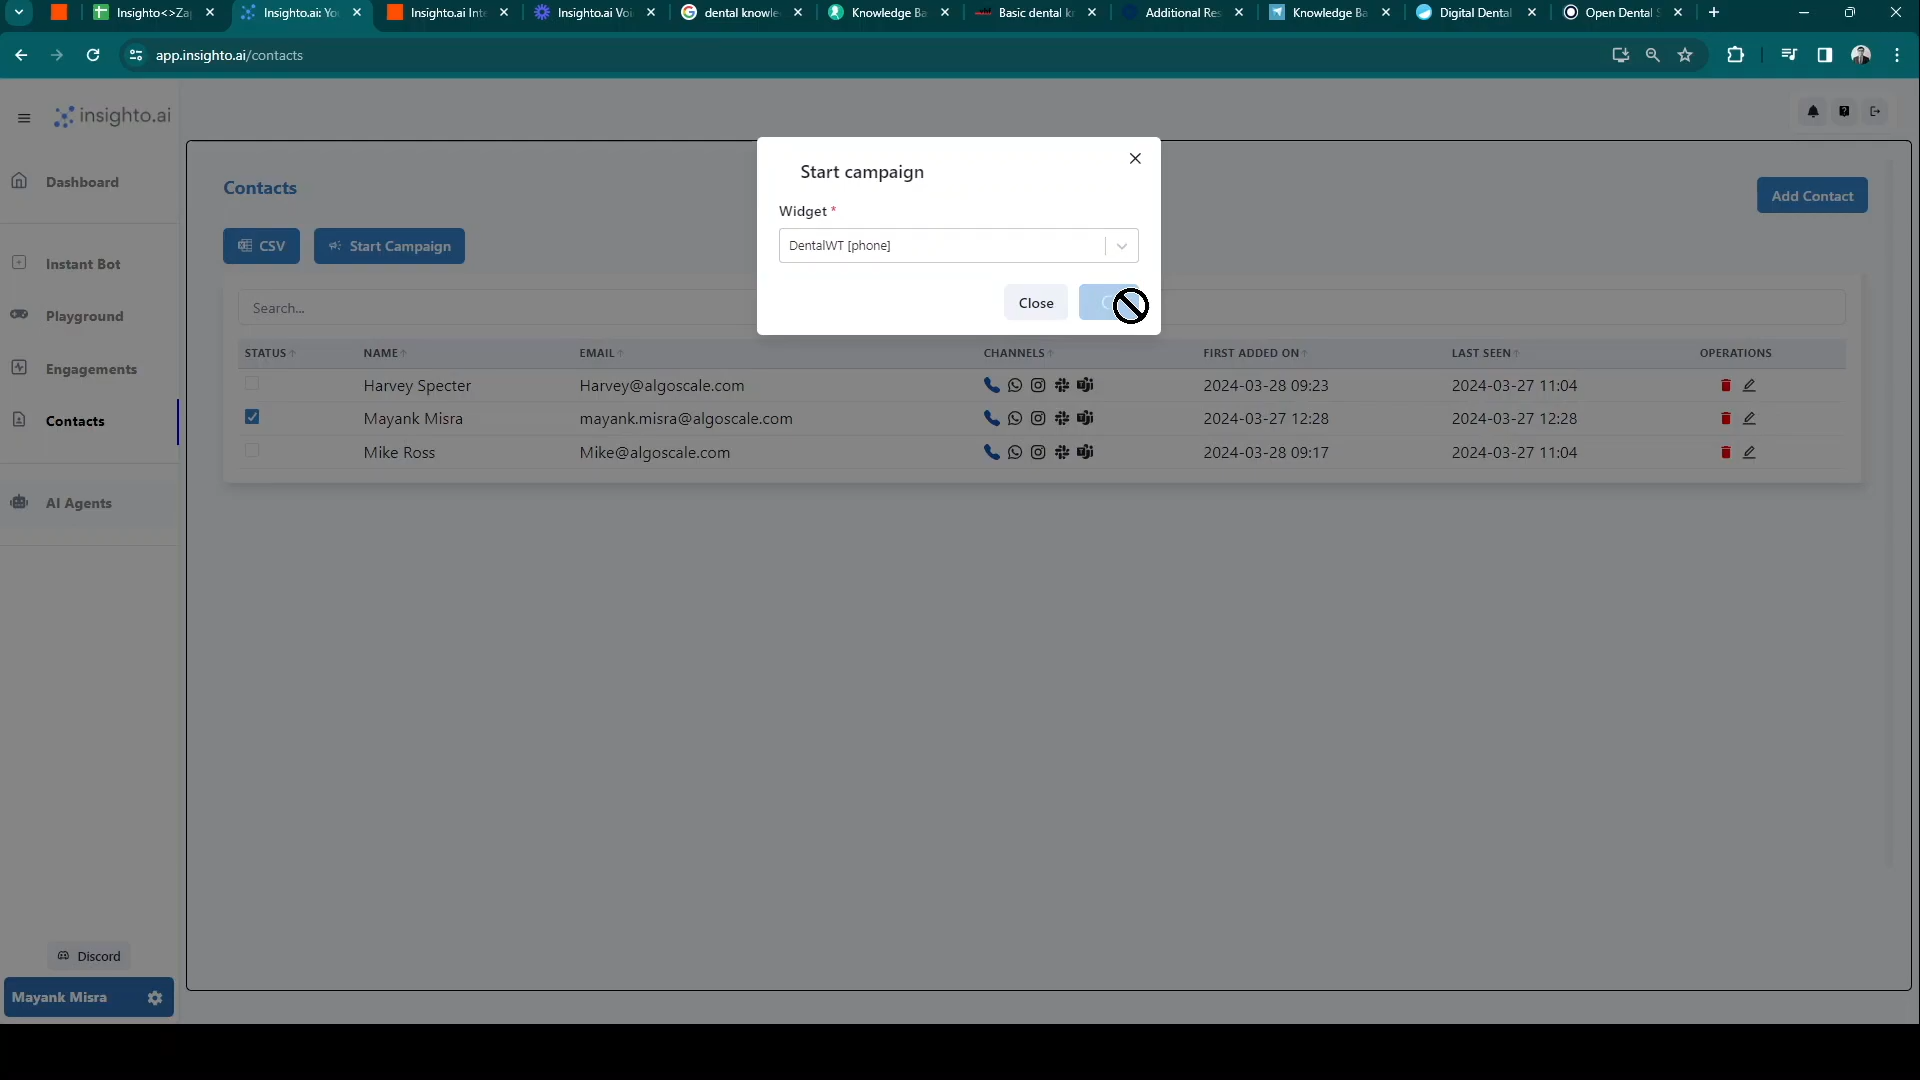 Insighto<>Za
Insighto.ai: Yo
Insighto.ai Inte
Insighto.ai Voi
dental knowle
Knowledge Ba
Basic dental k
Additional Res
Knowledge Ba
Digital Dental
Open Dental S
app.insighto.ai/contacts
insighto.ai
Dashboard
Instant Bot
Playground
Engagements
Contacts
AI Agents
Discord
Mayank Misra
Contacts
Add Contact
CSV
Start Campaign
Search...
Start campaign
Widget *
DentalWT [phone]
Close
STATUS NAME EMAIL CHANNELS FIRST ADDED ON LAST SEEN OPERATIONS
Harvey Specter Harvey@algoscale.com 2024-03-28 09:23 2024-03-27 11:04
Mayank Misra mayank.misra@algoscale.com 2024-03-27 12:28 2024-03-27 12:28
Mike Ross Mike@algoscale.com 2024-03-28 09:17 2024-03-27 11:04